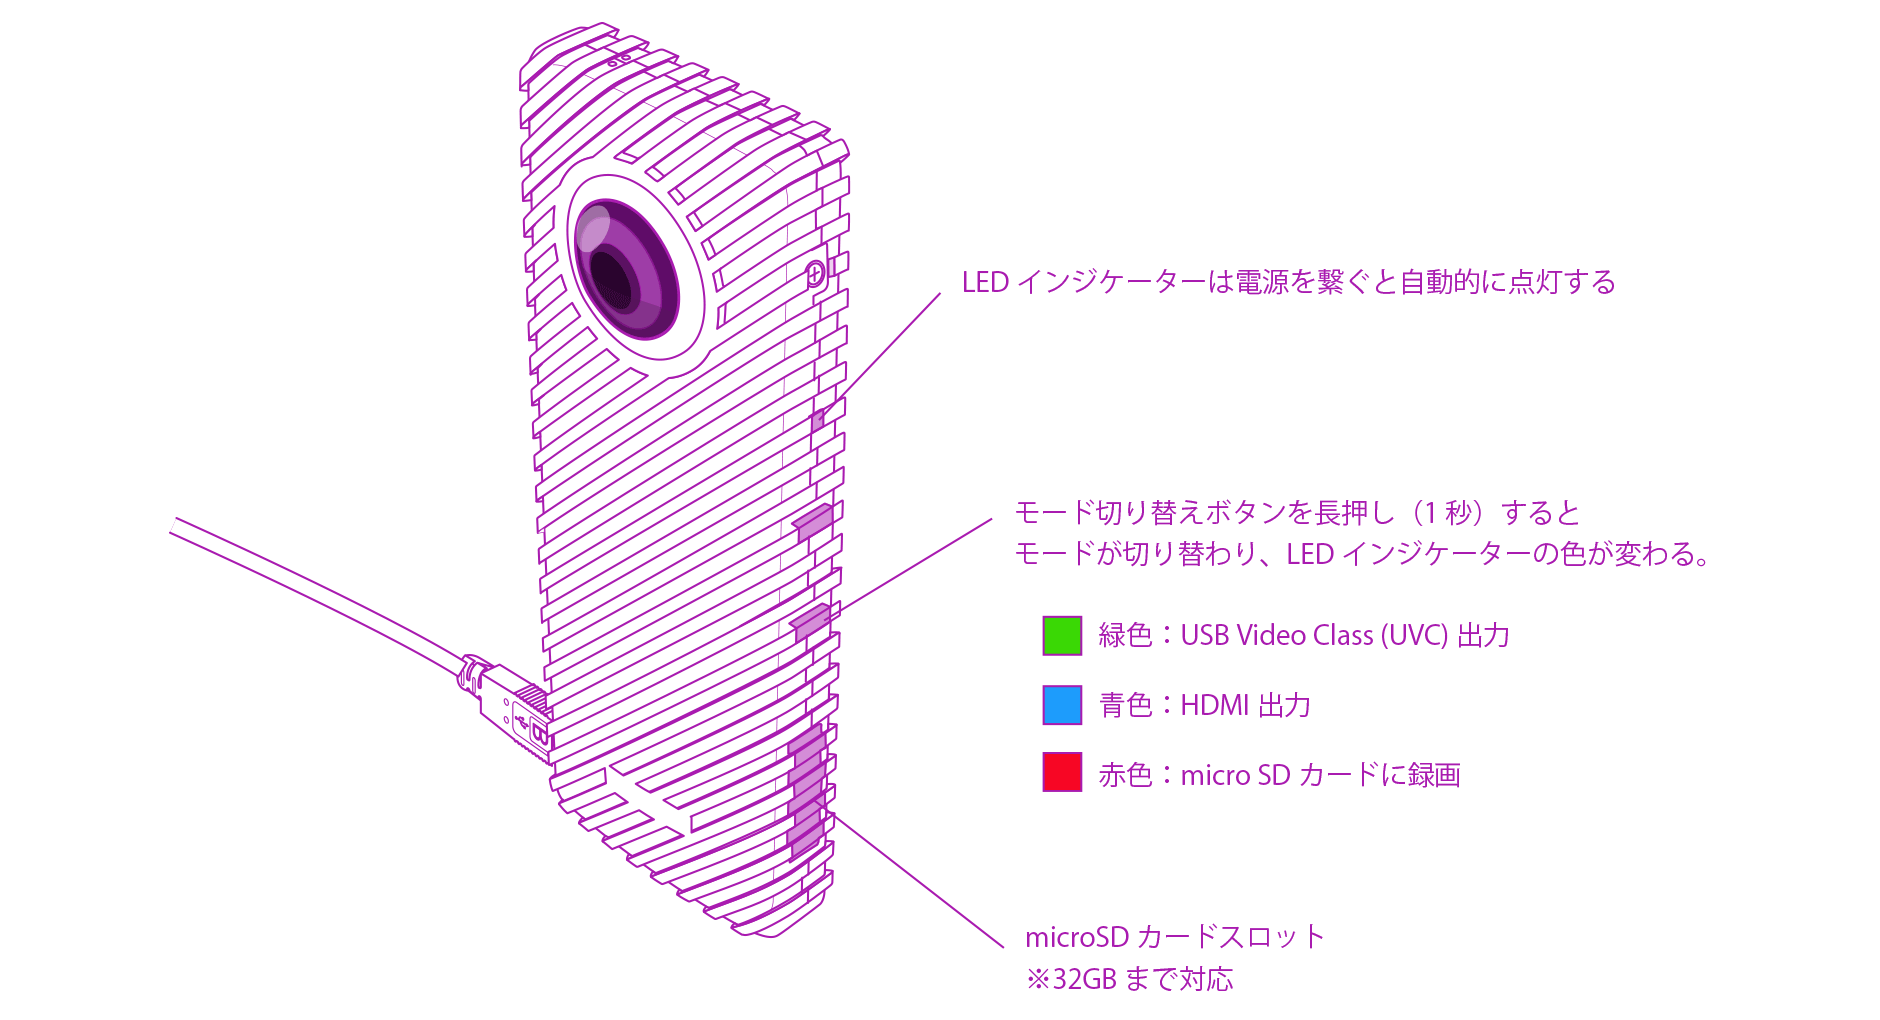 LED インジケーターは電源を繋ぐと自動的に点灯する
モード切り替えボタンを長押し（1 秒）すると
モードが切り替わり、LED インジケーターの色が変わる。
緑色：USB Video Class (UVC) 出力
青色：HDMI 出力
赤色：micro SD カードに録画
microSD カードスロット
※32GB まで対応